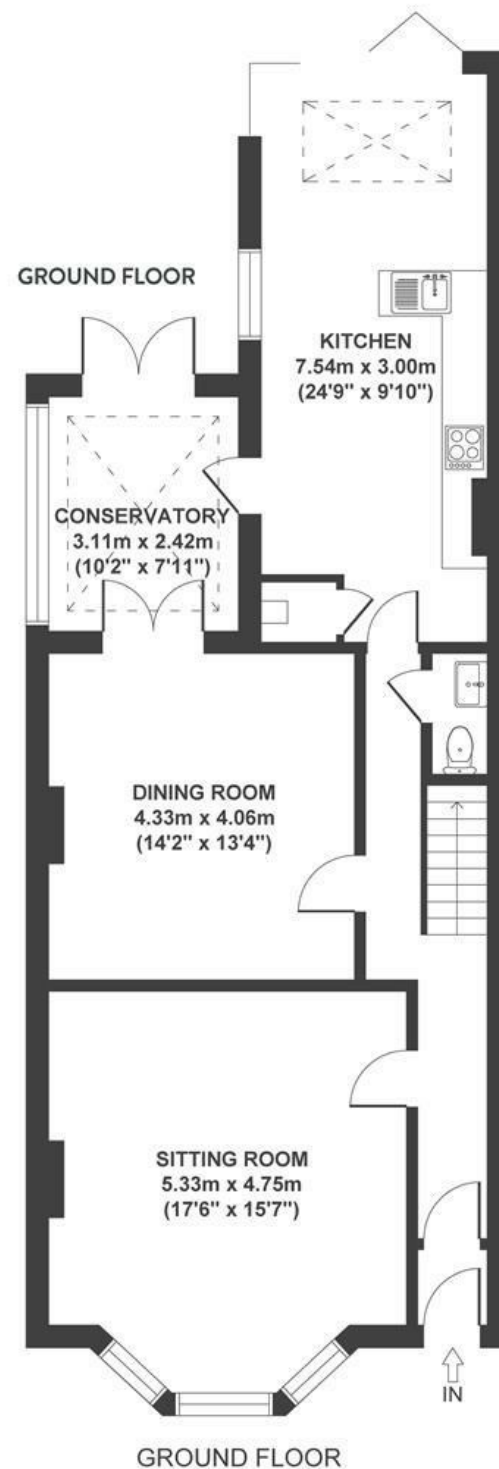 GROUND FLOOR
KITCHEN
7.54m x 3.00m
(24'9" x 9'10")
CONSERVATORY
3.11m x 2.42m
(10'2" x 7'11")
DINING ROOM
4.33m x 4.06m
(14'2" x 13'4")
SITTING ROOM
5.33m x 4.75m
(17'6" x 15'7")
IN
GROUND FLOOR